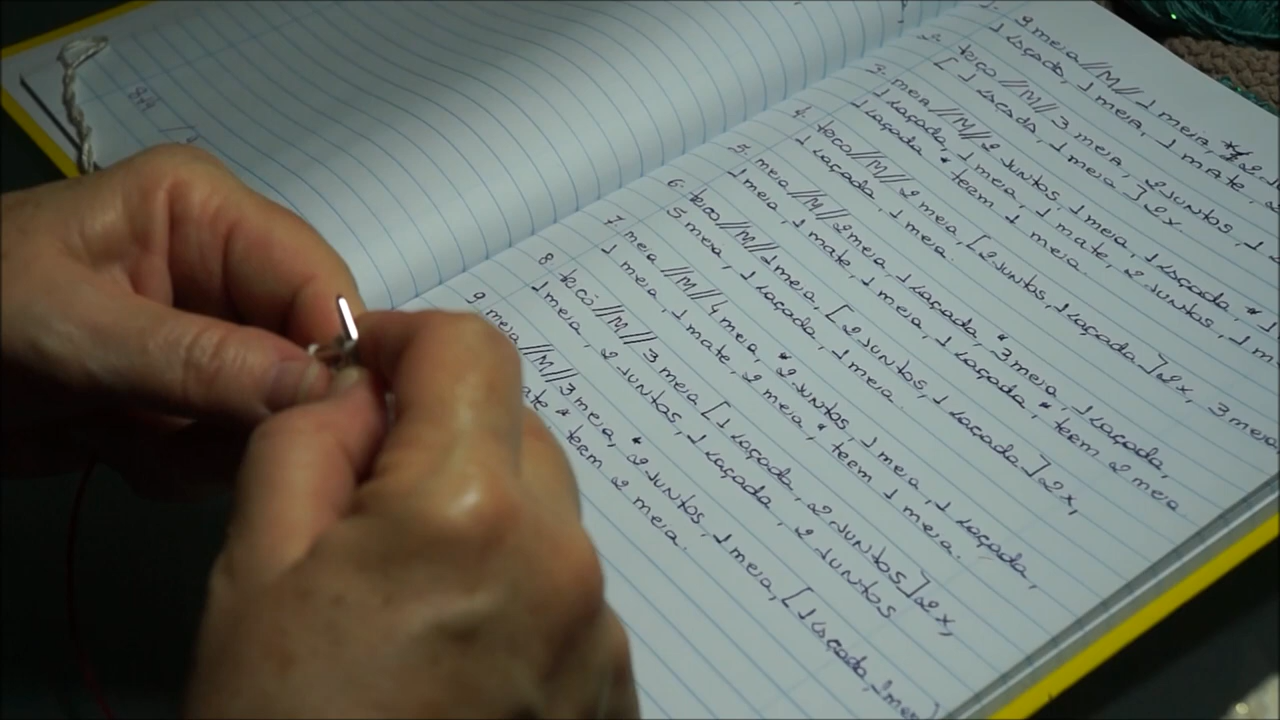 1. 9 meia //M// 1 meia, * 2
1 laçada, 1 meia, 1 mate, 2
2. teco //M// 3 meia, 2 juntos, 1
[ 1 laçada, 1 meia ] 2x
3. meia //M// 2 juntos, 1 meia, 1 laçada, * 1
1 laçada, 1 meia, 1 mate, 2 juntos, 1 m
1 laçada * teem 1 meia.
4. teco //M// 2 meia, [ 2 juntos, 1 laçada ] 2x, 3 meia
1 laçada, 1 meia.
5. meia //M// 2 meia, 1 laçada, * 3 meia, 1 laçada,
1 meia, 1 mate, 1 meia, 1 laçada, * teem 2 meia
6. teco //M// 1 meia, [ 2 juntos, 1 laçada ] 2x,
5 meia, 1 laçada, 1 meia.
7. meia //M// 4 meia, * 2 juntos, 1 meia, 1 laçada,
1 meia, 1 mate, 2 meia, * teem 1 meia.
8 teco //M// 3 meia [ 1 laçada, 2 juntos ] 2x,
1 meia, 2 juntos, 1 laçada, 2 juntos
9 meia //M// 3 meia, * 2 juntos, 1 meia, [ 1 laçada, 1 meia ]
ate * teem 2 meia.